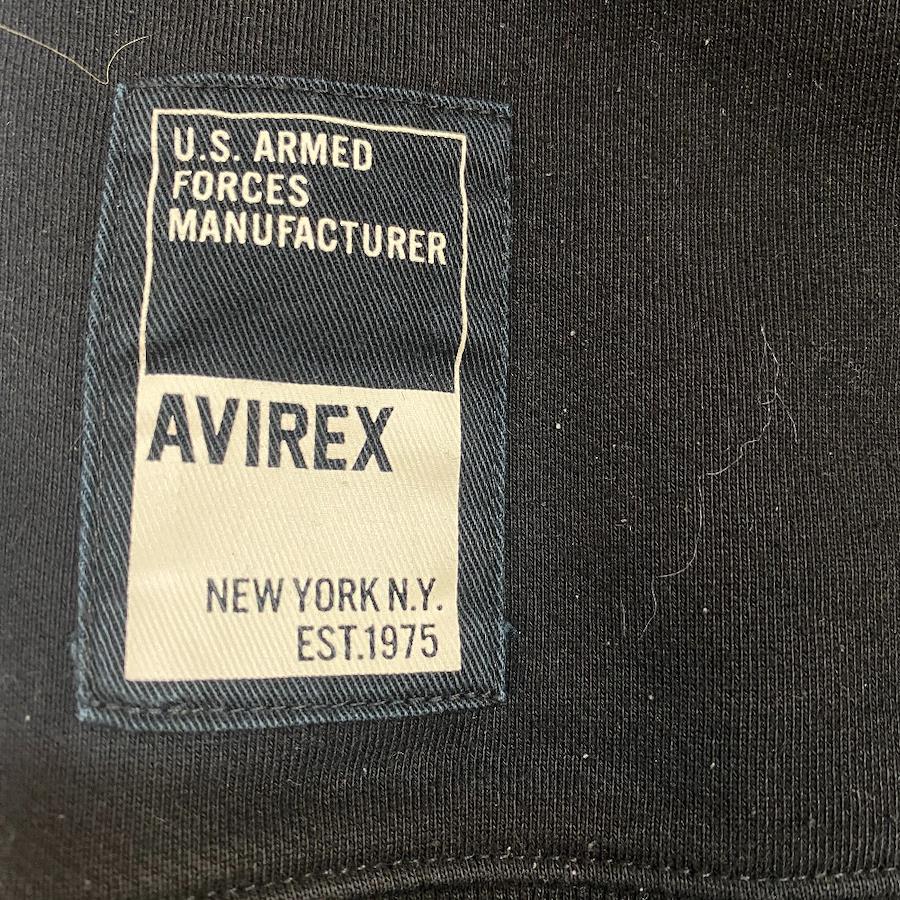 U.S. ARMED
FORCES
MANUFACTURER
AVIREX
NEW YORK N.Y.
EST.1975